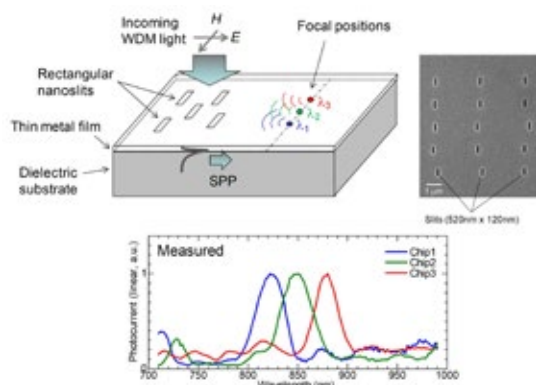 Incoming
WDM light
H
E
Focal positions
Rectangular
nanoslits
λ3
λ2
λ1
Thin metal film
Dielectric
substrate
SPP
1 μm
Slits (520nm x 120nm)
Measured
Chip1
Chip2
Chip3
Photocurrent (linear, a.u.)
700 750 800 850 900 950 1000
Wavelength (nm)